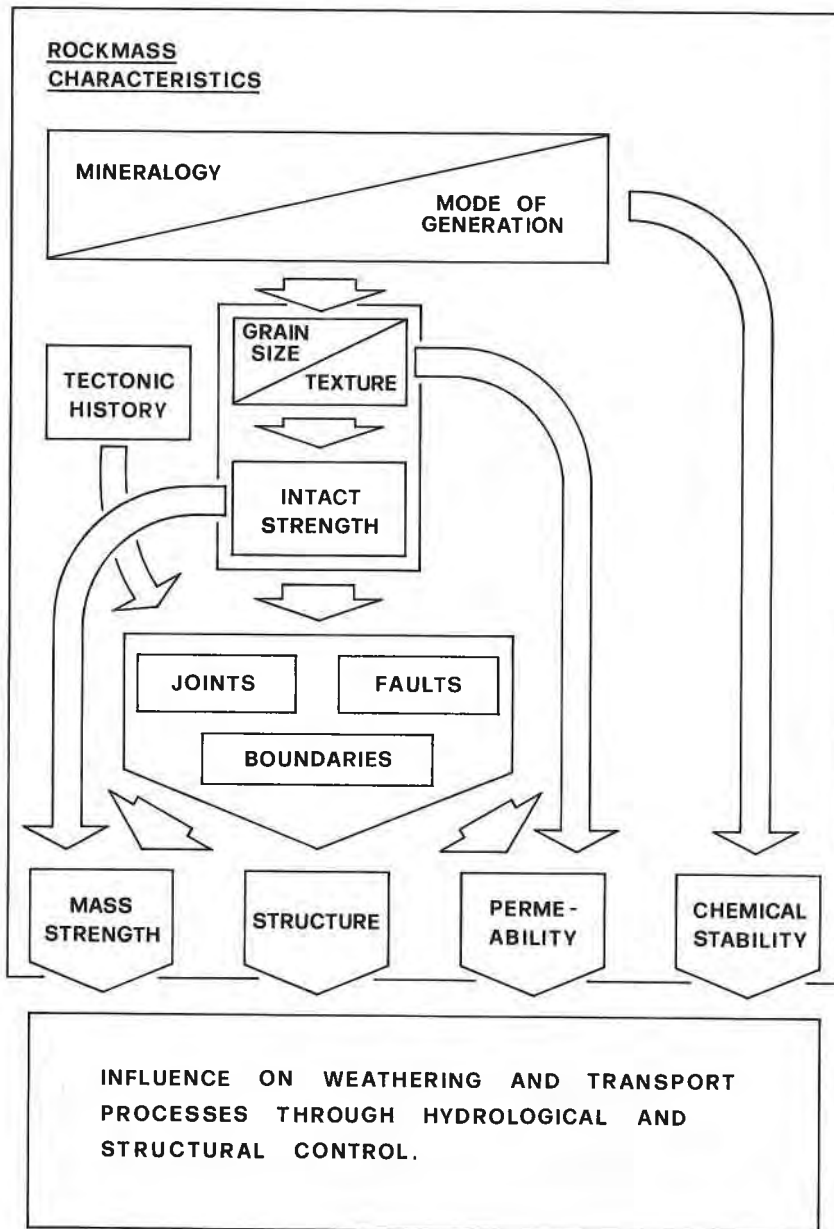 ROCKMASS
CHARACTERISTICS
MINERALOGY
MODE OF
GENERATION
GRAIN
SIZE
TEXTURE
TECTONIC
HISTORY
INTACT
STRENGTH
JOINTS
FAULTS
BOUNDARIES
MASS
STRENGTH
STRUCTURE
PERME-
ABILITY
CHEMICAL
STABILITY
INFLUENCE ON WEATHERING AND TRANSPORT
PROCESSES THROUGH HYDROLOGICAL AND
STRUCTURAL CONTROL.